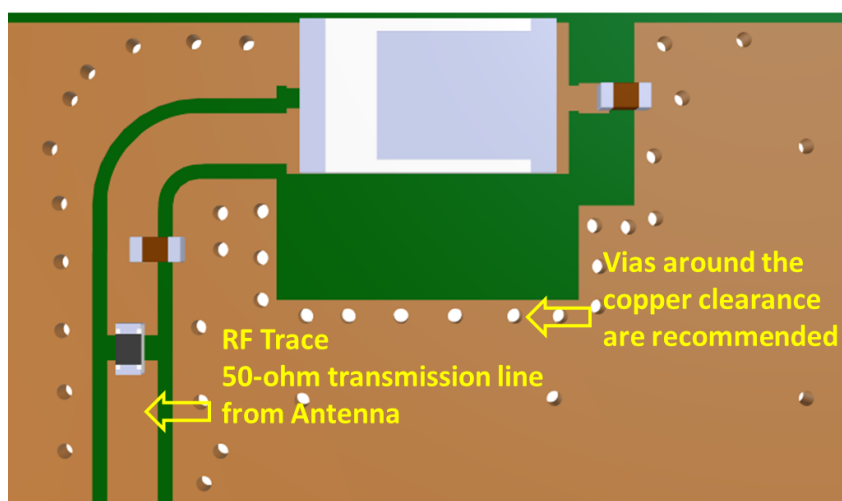 Vias around the
copper clearance
are recommended
RF Trace
50-ohm transmission line
from Antenna